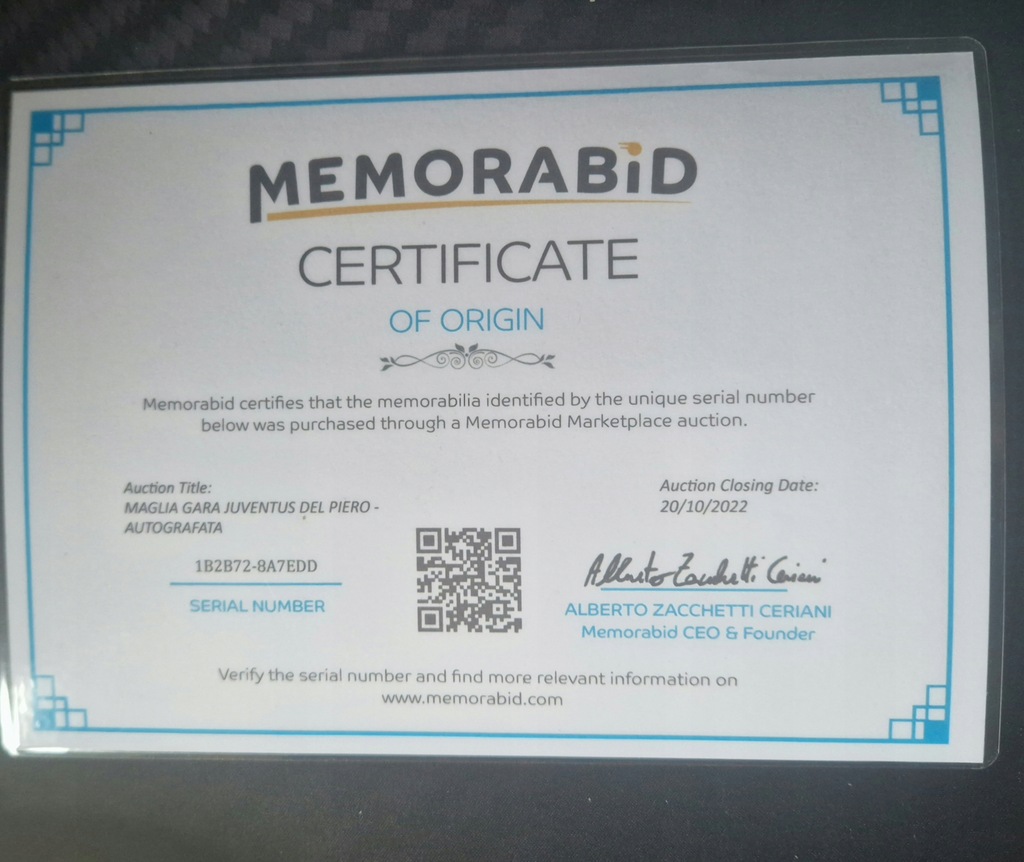 MEMORABiD
CERTIFICATE
OF ORIGIN
Memorabid certifies that the memorabilia identified by the unique serial number
below was purchased through a Memorabid Marketplace auction.
Auction Title:
MAGLIA GARA JUVENTUS DEL PIERO -
AUTOGRAFATA
1B2B72-8A7EDD
SERIAL NUMBER
Auction Closing Date:
20/10/2022
Alberto Zacchetti Ceriani
ALBERTO ZACCHETTI CERIANI
Memorabid CEO & Founder
Verify the serial number and find more relevant information on
www.memorabid.com